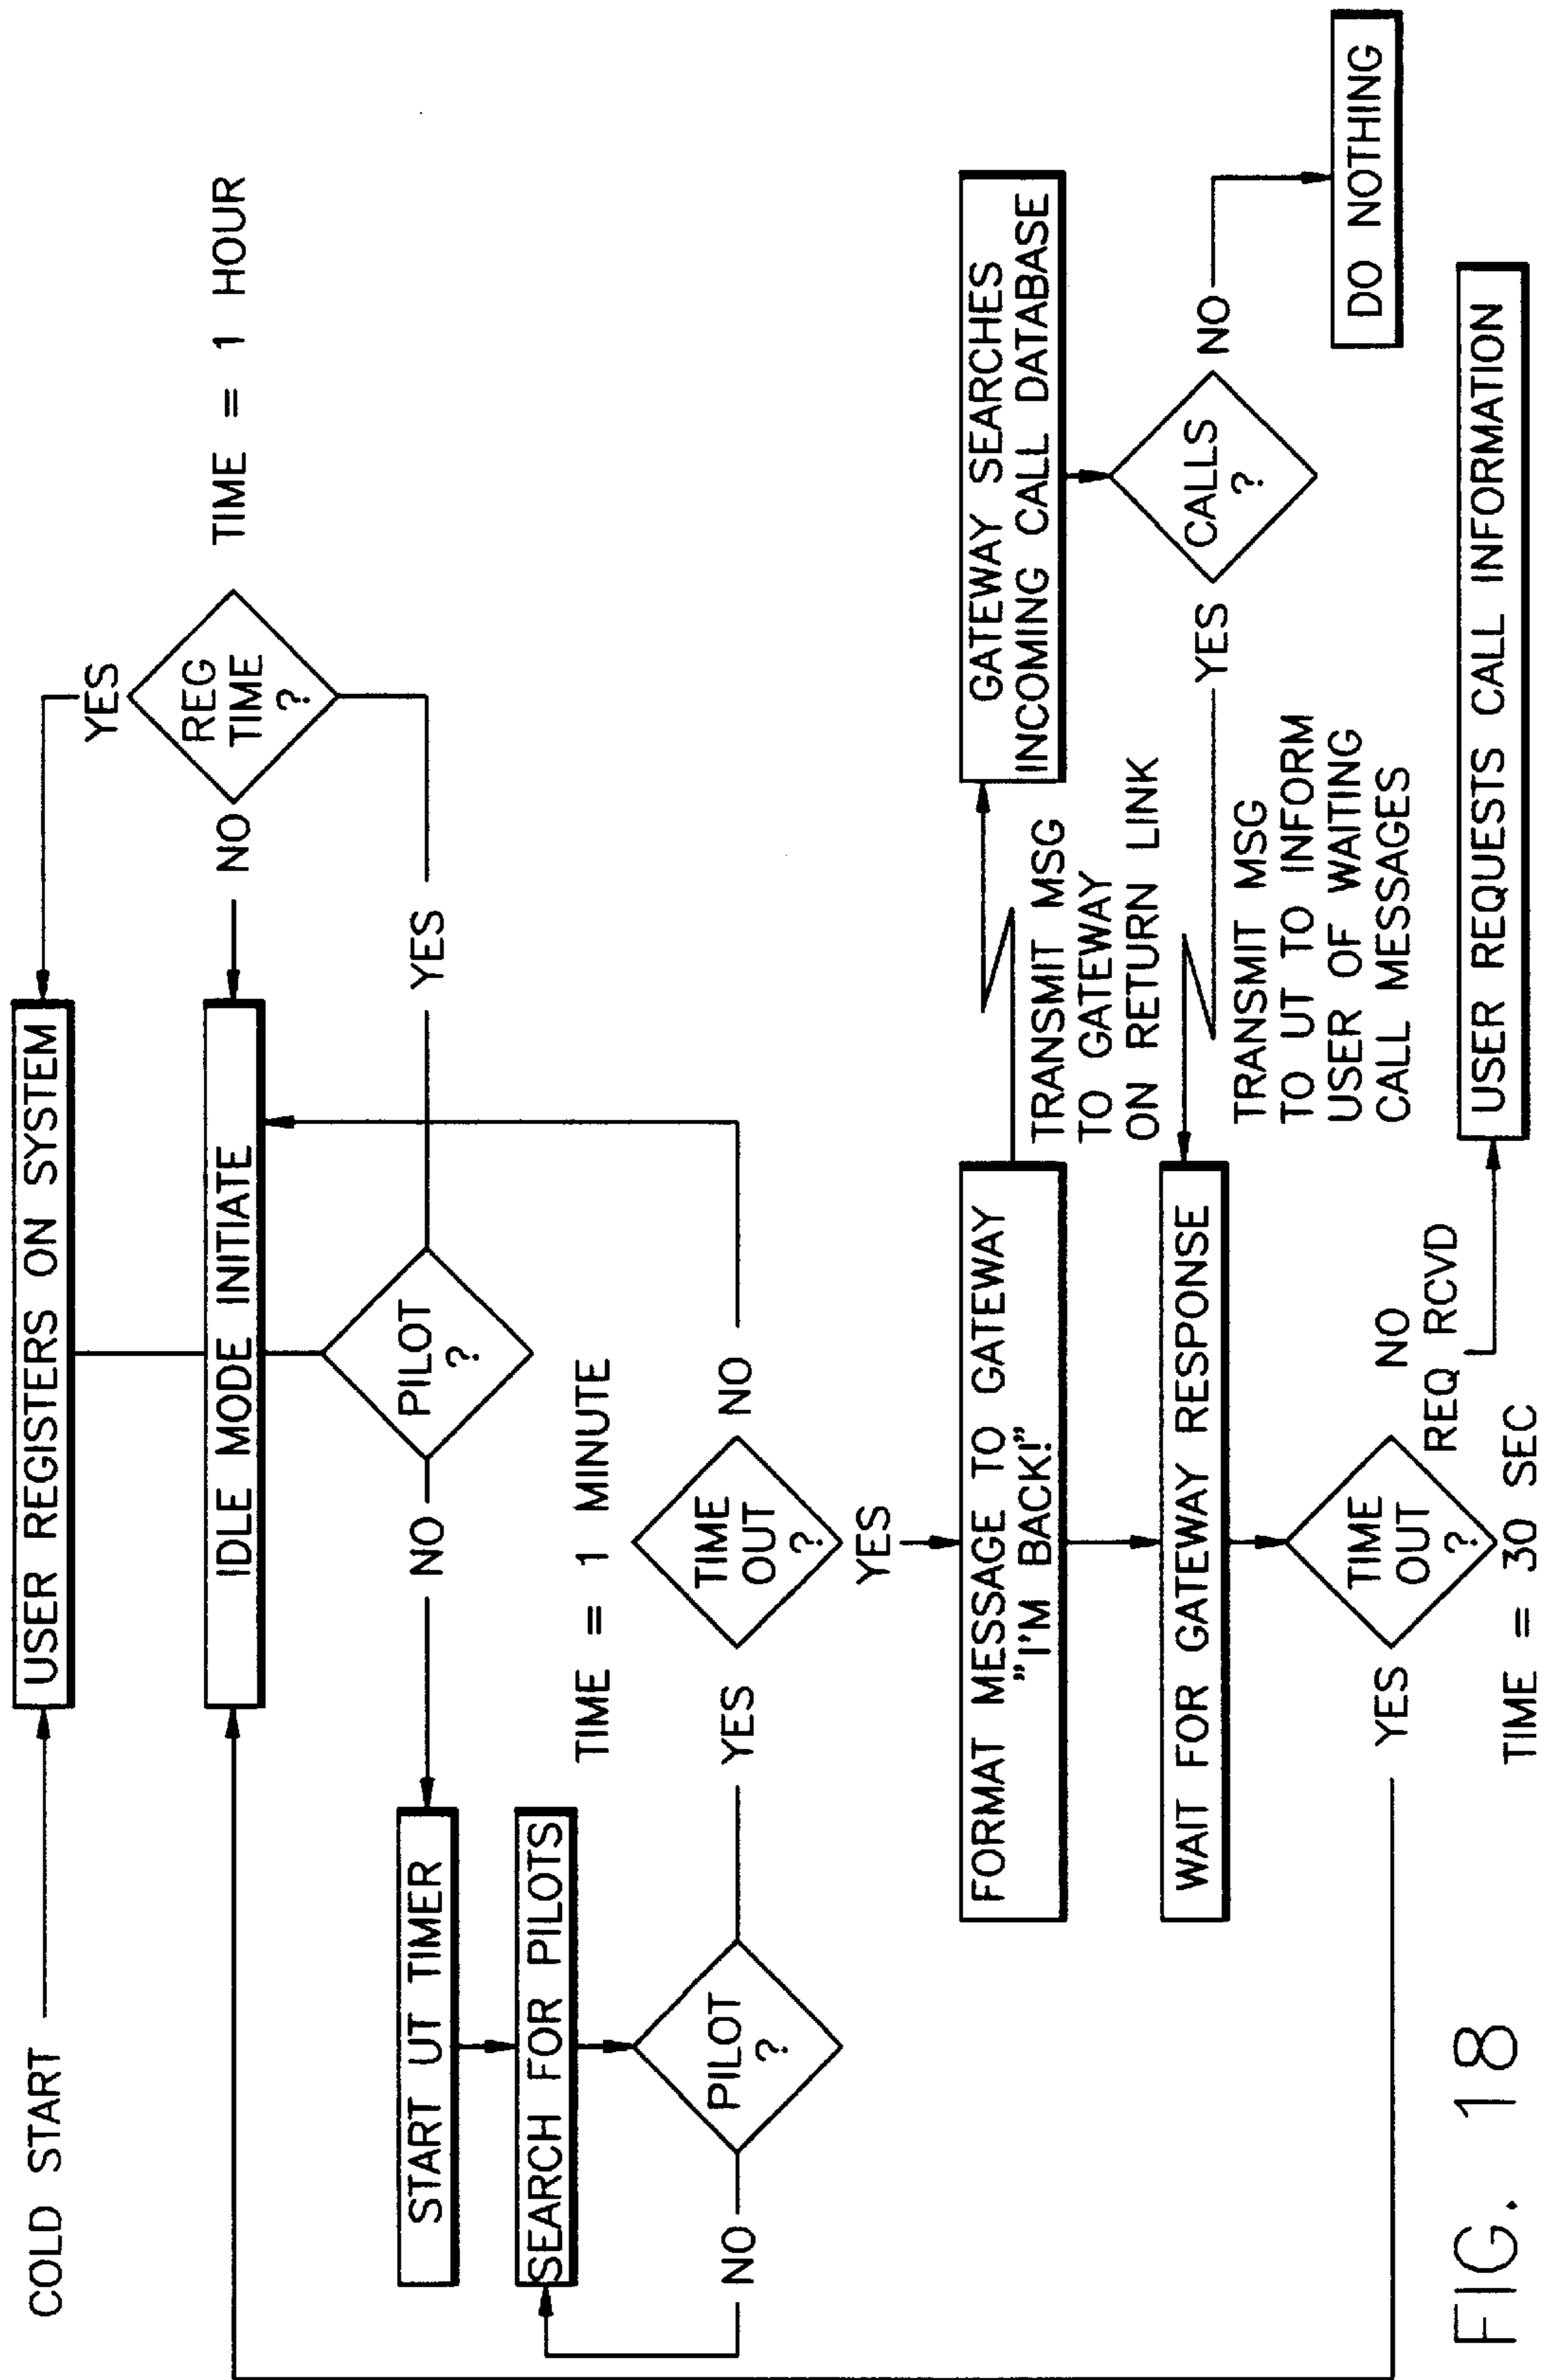 COLD START
USER REGISTERS ON SYSTEM
YES
REG
TIME
?
TIME = 1 HOUR
NO
IDLE MODE INITIATE
PILOT
?
YES
NO
START UT TIMER
SEARCH FOR PILOTS
TIME = 1 MINUTE
PILOT
?
NO
YES
TIME
OUT
?
NO
YES
FORMAT MESSAGE TO GATEWAY
"I'M BACK!"
TRANSMIT MSG
TO GATEWAY
ON RETURN LINK
GATEWAY SEARCHES
INCOMING CALL DATABASE
CALLS
?
NO
DO NOTHING
YES
TRANSMIT MSG
TO UT TO INFORM
USER OF WAITING
CALL MESSAGES
WAIT FOR GATEWAY RESPONSE
TIME
OUT
?
YES
NO
REQ RCVD
TIME = 30 SEC
USER REQUESTS CALL INFORMATION
FIG. 18